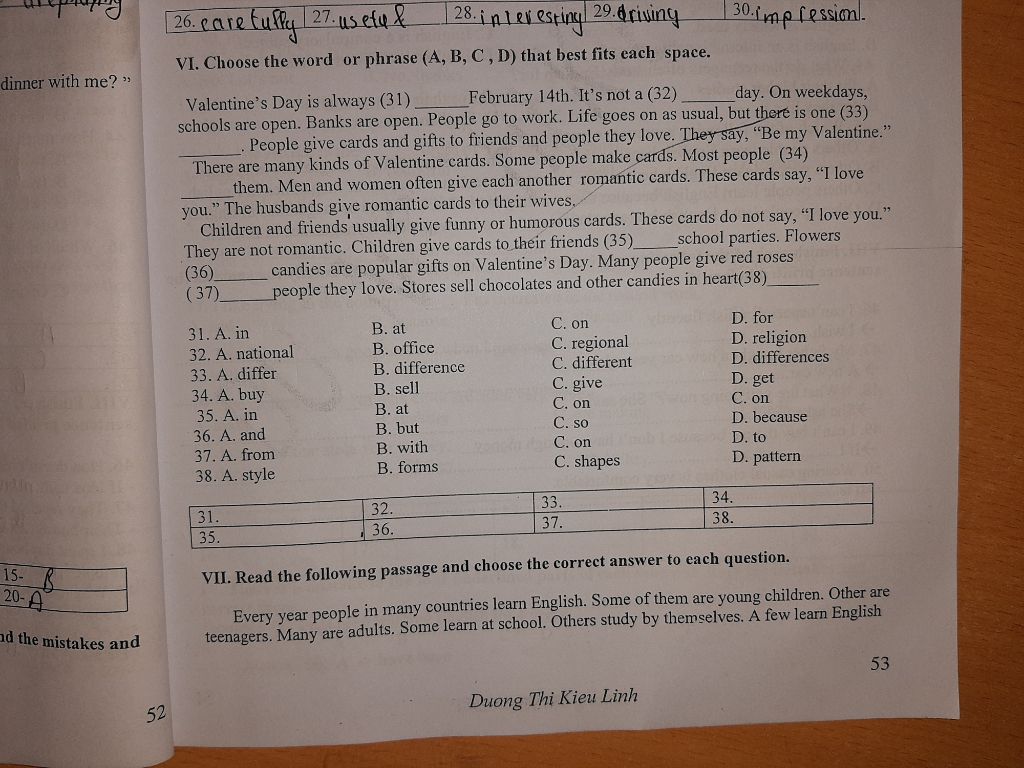 dinner with me? ”
15- B
20- A
nd the mistakes and
52
26. carefully 27. useful 28. interesting 29. driving 30. impression.
VI. Choose the word or phrase (A, B, C , D) that best fits each space.
Valentine’s Day is always (31) ______February 14th. It’s not a (32) ______day. On weekdays,
schools are open. Banks are open. People go to work. Life goes on as usual, but there is one (33)
_______. People give cards and gifts to friends and people they love. They say, “Be my Valentine.”
There are many kinds of Valentine cards. Some people make cards. Most people (34)
______them. Men and women often give each another romantic cards. These cards say, “I love
you.” The husbands give romantic cards to their wives.
Children and friends usually give funny or humorous cards. These cards do not say, “I love you.”
They are not romantic. Children give cards to their friends (35)_____school parties. Flowers
(36)______ candies are popular gifts on Valentine’s Day. Many people give red roses
( 37)______people they love. Stores sell chocolates and other candies in heart(38)______
31. A. in B. at C. on D. for
32. A. national B. office C. regional D. religion
33. A. differ B. difference C. different D. differences
34. A. buy B. sell C. give D. get
35. A. in B. at C. on C. on
36. A. and B. but C. so D. because
37. A. from B. with C. on D. to
38. A. style B. forms C. shapes D. pattern
31. 32. 33. 34.
35. 36. 37. 38.
VII. Read the following passage and choose the correct answer to each question.
Every year people in many countries learn English. Some of them are young children. Other are
teenagers. Many are adults. Some learn at school. Others study by themselves. A few learn English
53
Duong Thi Kieu Linh